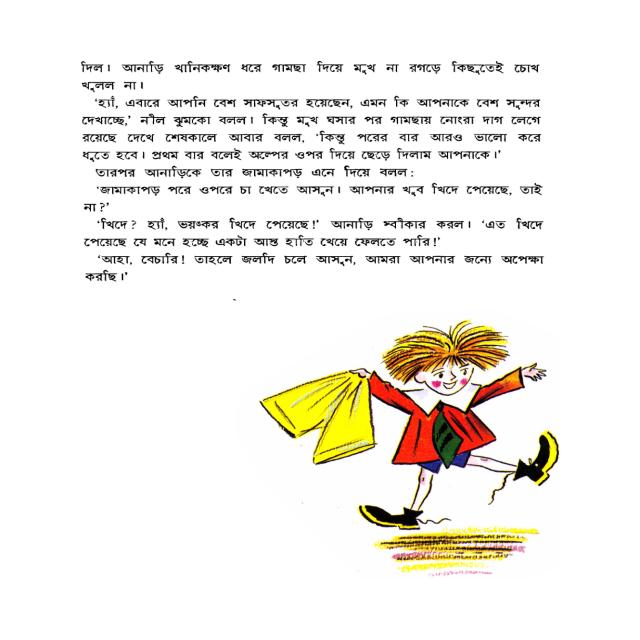 দিল। আনাড়ি খানিকক্ষণ ধরে গামছা দিয়ে মুখ না রগড়ে কিছুতেই চোখ
খুলল না।
‘হ্যাঁ, এবারে আপনি বেশ সাফসুতর হয়েছেন, এমন কি আপনাকে বেশ সুন্দর
দেখাচ্ছে,’ নীল ঝুমকো বলল। কিন্তু মুখ ঘসার পর গামছায় নোংরা দাগ লেগে
রয়েছে দেখে শেষকালে আবার বলল, ‘কিন্তু পরের বার আরও ভালো করে
ধুতে হবে। প্রথম বার বলেই অল্পের ওপর দিয়ে ছেড়ে দিলাম আপনাকে।’
তারপর আনাড়িকে তার জামাকাপড় এনে দিয়ে বলল:
‘জামাকাপড় পরে ওপরে চা খেতে আসুন। আপনার খুব খিদে পেয়েছে, তাই
না?’
‘খিদে? হ্যাঁ, ভয়ঙ্কর খিদে পেয়েছে!’ আনাড়ি স্বীকার করল। ‘এত খিদে
পেয়েছে যে মনে হচ্ছে একটা আস্ত হাতি খেয়ে ফেলতে পারি!’
‘আহা, বেচারি! তাহলে জলদি চলে আসুন, আমরা আপনার জন্যে অপেক্ষা
করছি।’